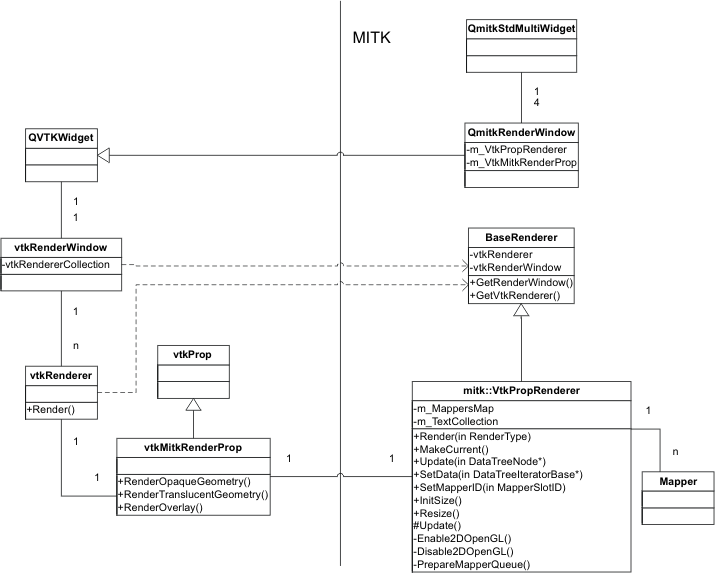 MITK
QmitkStdMultiWidget
1
4
QVTKWidget
QmitkRenderWindow
-m_VtkPropRenderer
-m_VtkMitkRenderProp
1
1
vtkRenderWindow
-vtkRendererCollection
BaseRenderer
-vtkRenderer
-vtkRenderWindow
+GetRenderWindow()
+GetVtkRenderer()
1
n
vtkRenderer
+Render()
vtkProp
mitk::VtkPropRenderer
-m_MappersMap
-m_TextCollection
+Render(in RenderType)
+MakeCurrent()
+Update(in DataTreeNode*)
+SetData(in DataTreeIteratorBase*)
+SetMapperID(in MapperSlotID)
+InitSize()
+Resize()
#Update()
-Enable2DOpenGL()
-Disable2DOpenGL()
-PrepareMapperQueue()
1
n
Mapper
1
1
vtkMitkRenderProp
+RenderOpaqueGeometry()
+RenderTranslucentGeometry()
+RenderOverlay()
1
1